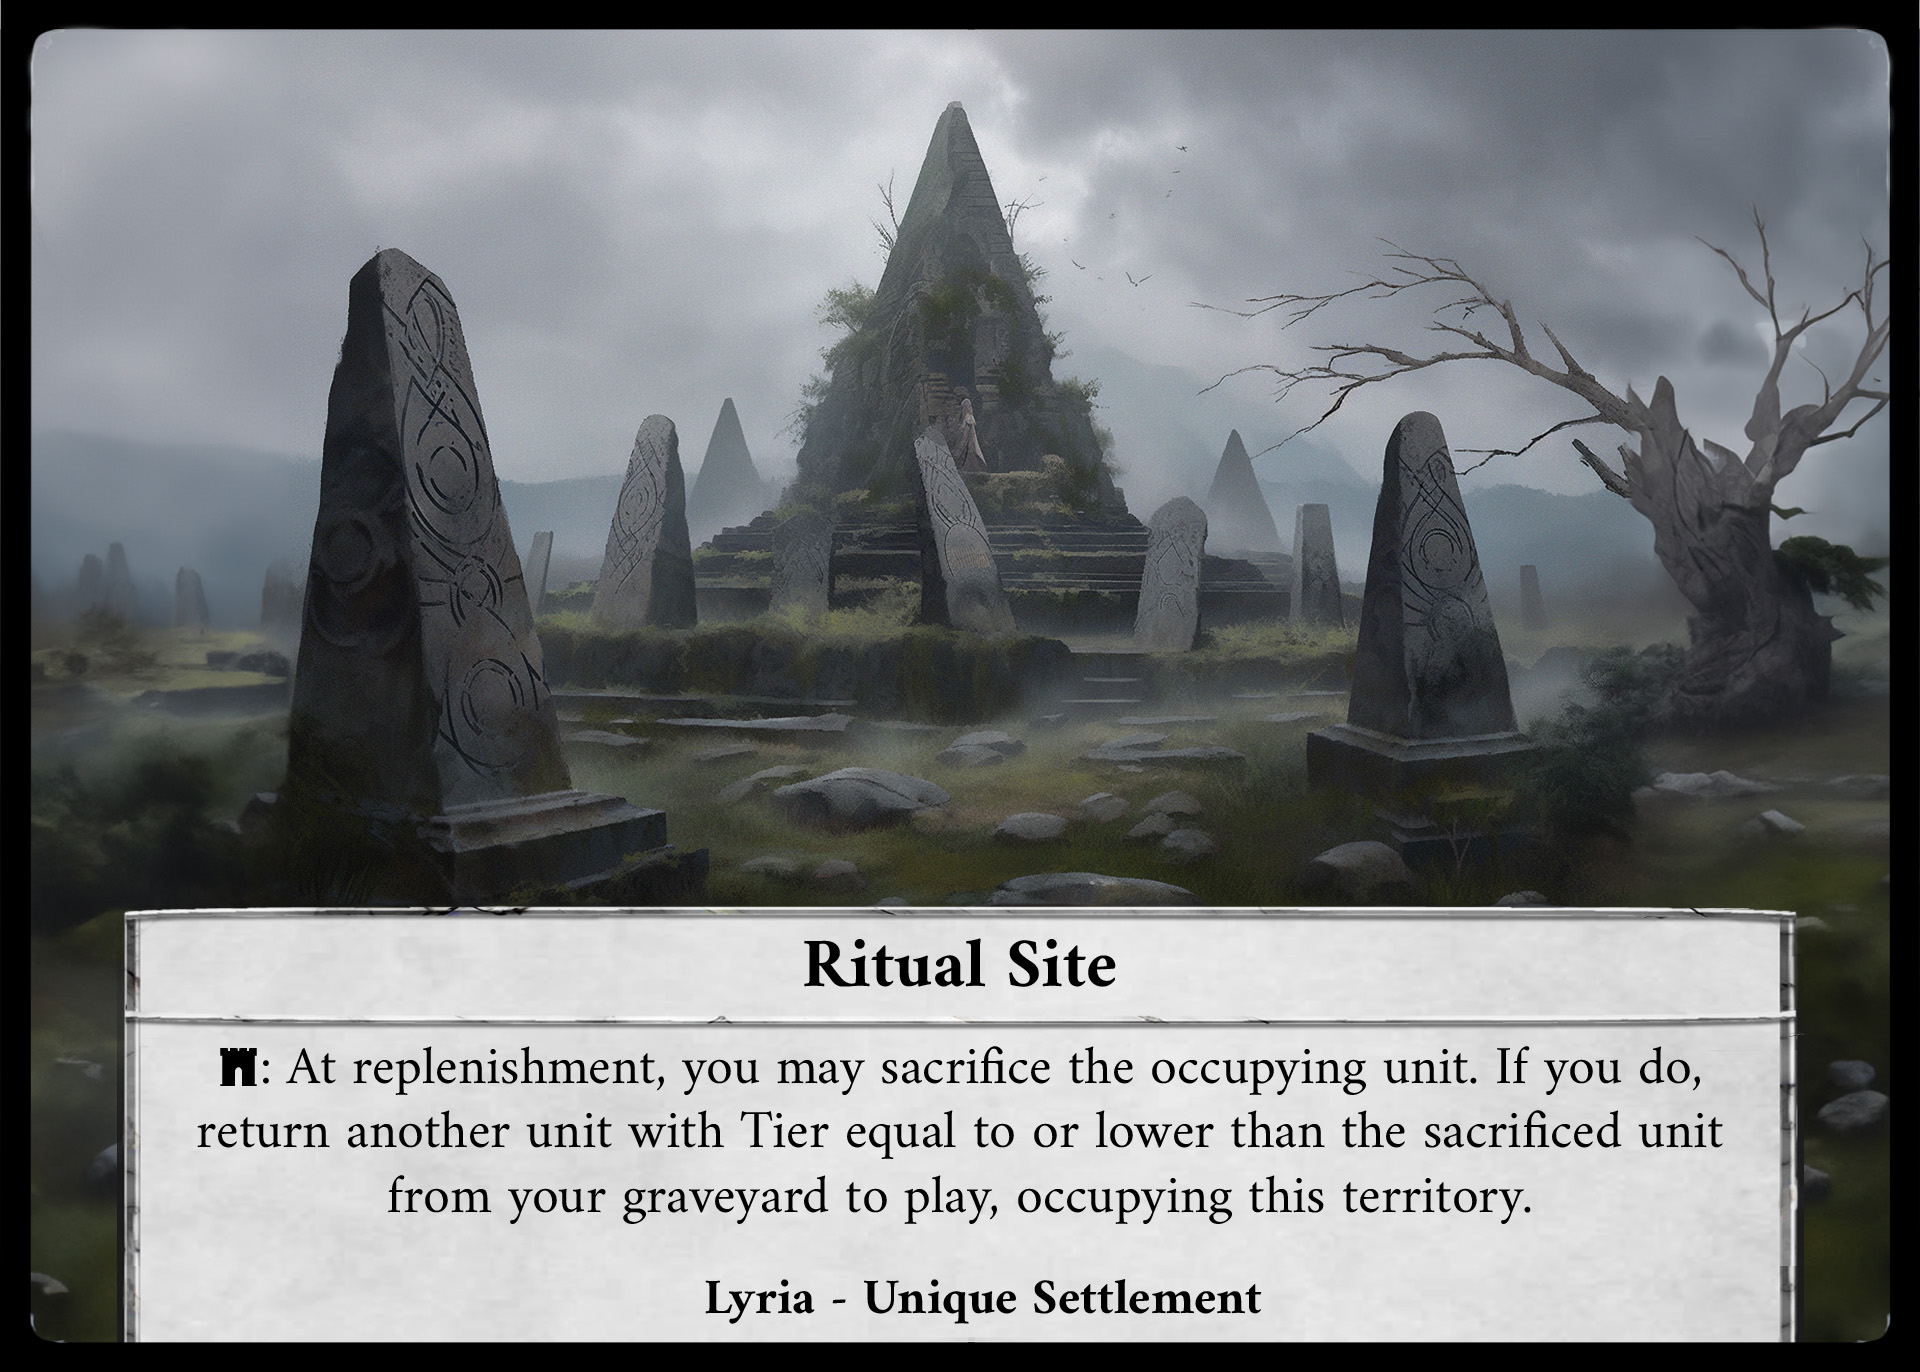 Ritual Site
: At replenishment, you may sacrifice the occupying unit. If you do,
return another unit with Tier equal to or lower than the sacrificed unit
from your graveyard to play, occupying this territory.
Lyria - Unique Settlement